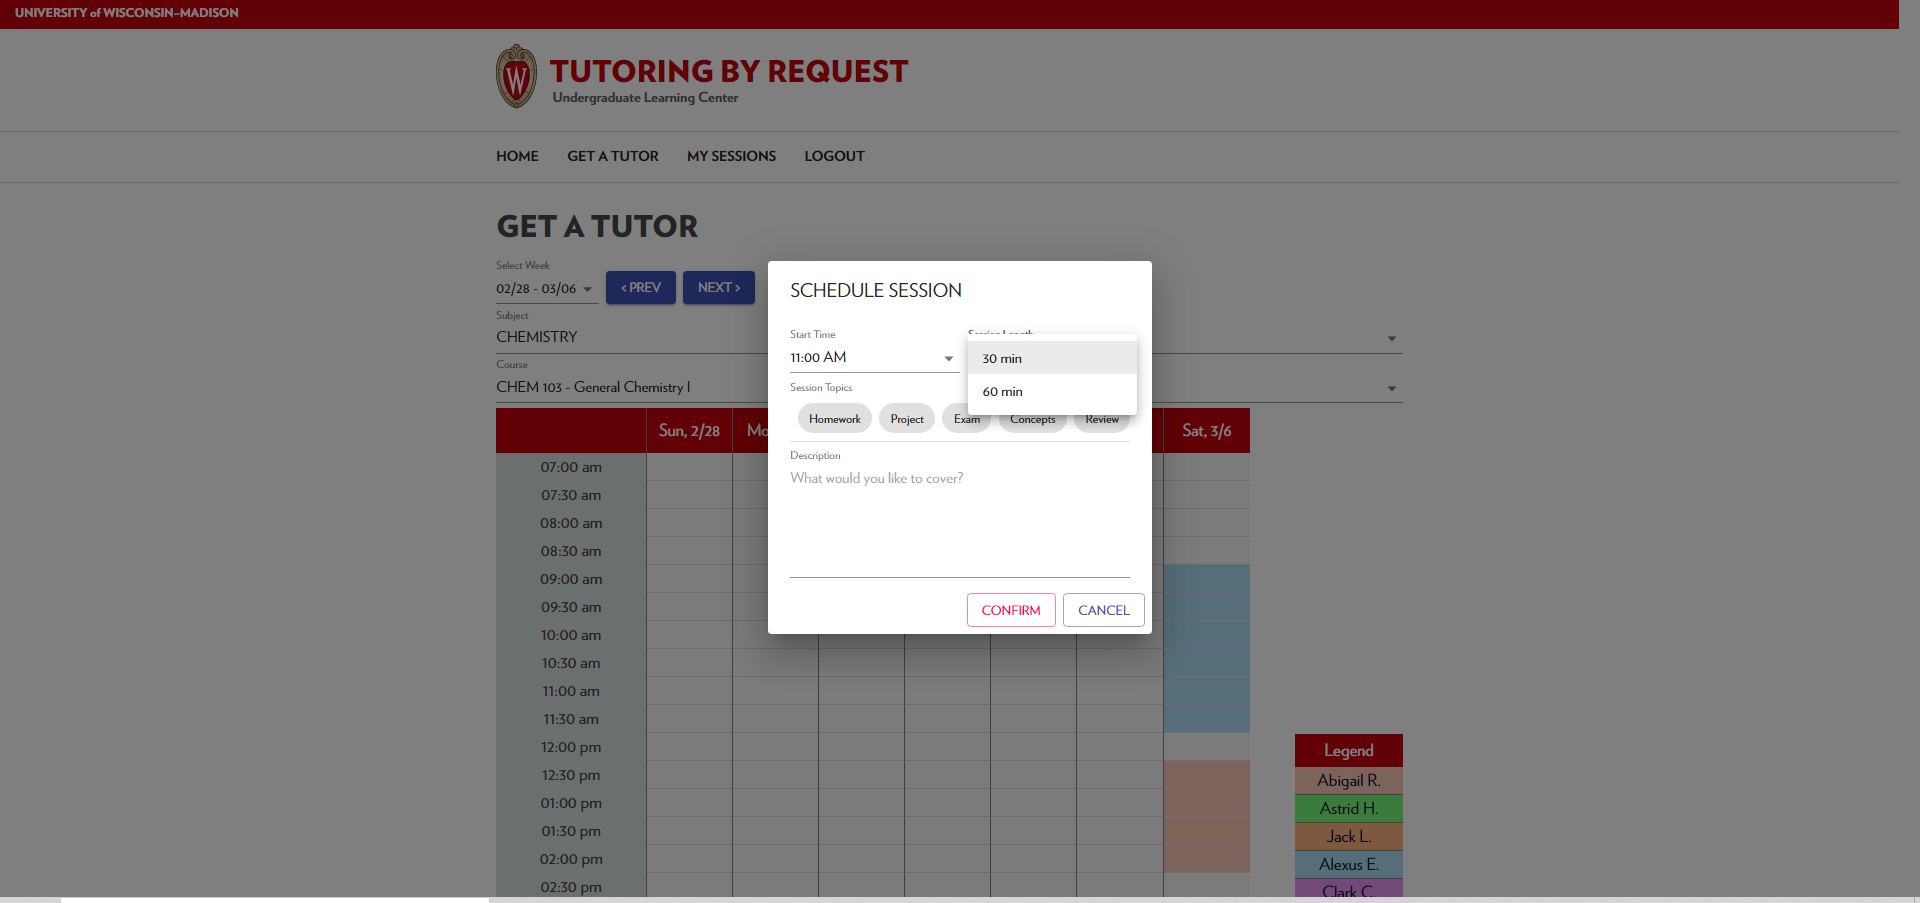 UNIVERSITY of WISCONSIN–MADISON
W
TUTORING BY REQUEST
Undergraduate Learning Center
HOME GET A TUTOR MY SESSIONS LOGOUT
GET A TUTOR
Select Week
02/28 - 03/06 < PREV NEXT >
Subject
CHEMISTRY
Course
CHEM 103 - General Chemistry I
Sun, 2/28 Mo Sat, 3/6
07:00 am
07:30 am
08:00 am
08:30 am
09:00 am
09:30 am
10:00 am
10:30 am
11:00 am
11:30 am
12:00 pm
12:30 pm
01:00 pm
01:30 pm
02:00 pm
02:30 pm
SCHEDULE SESSION
Start Time Session Length
11:00 AM
30 min
60 min
Session Topics
Homework Project Exam Concepts Review
Description
What would you like to cover?
CONFIRM CANCEL
Legend
Abigail R.
Astrid H.
Jack L.
Alexus E.
Clark C.